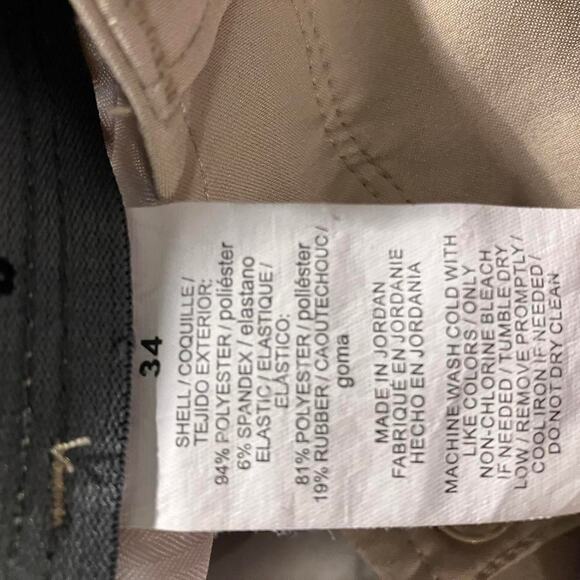 34
SHELL / COQUILLE /
TEJIDO EXTERIOR:
94% POLYESTER / poliéster
6% SPANDEX / elastano
ELASTIC / ELASTIQUE /
ELÁSTICO:
81% POLYESTER / poliéster
19% RUBBER / CAOUTECHOUC /
goma
MADE IN JORDAN
FABRIQUÉ EN JORDANIE
HECHO EN JORDANIA
MACHINE WASH COLD WITH
LIKE COLORS / ONLY
NON-CHLORINE BLEACH
IF NEEDED / TUMBLE DRY
LOW / REMOVE PROMPTLY /
COOL IRON IF NEEDED /
DO NOT DRY CLEAN